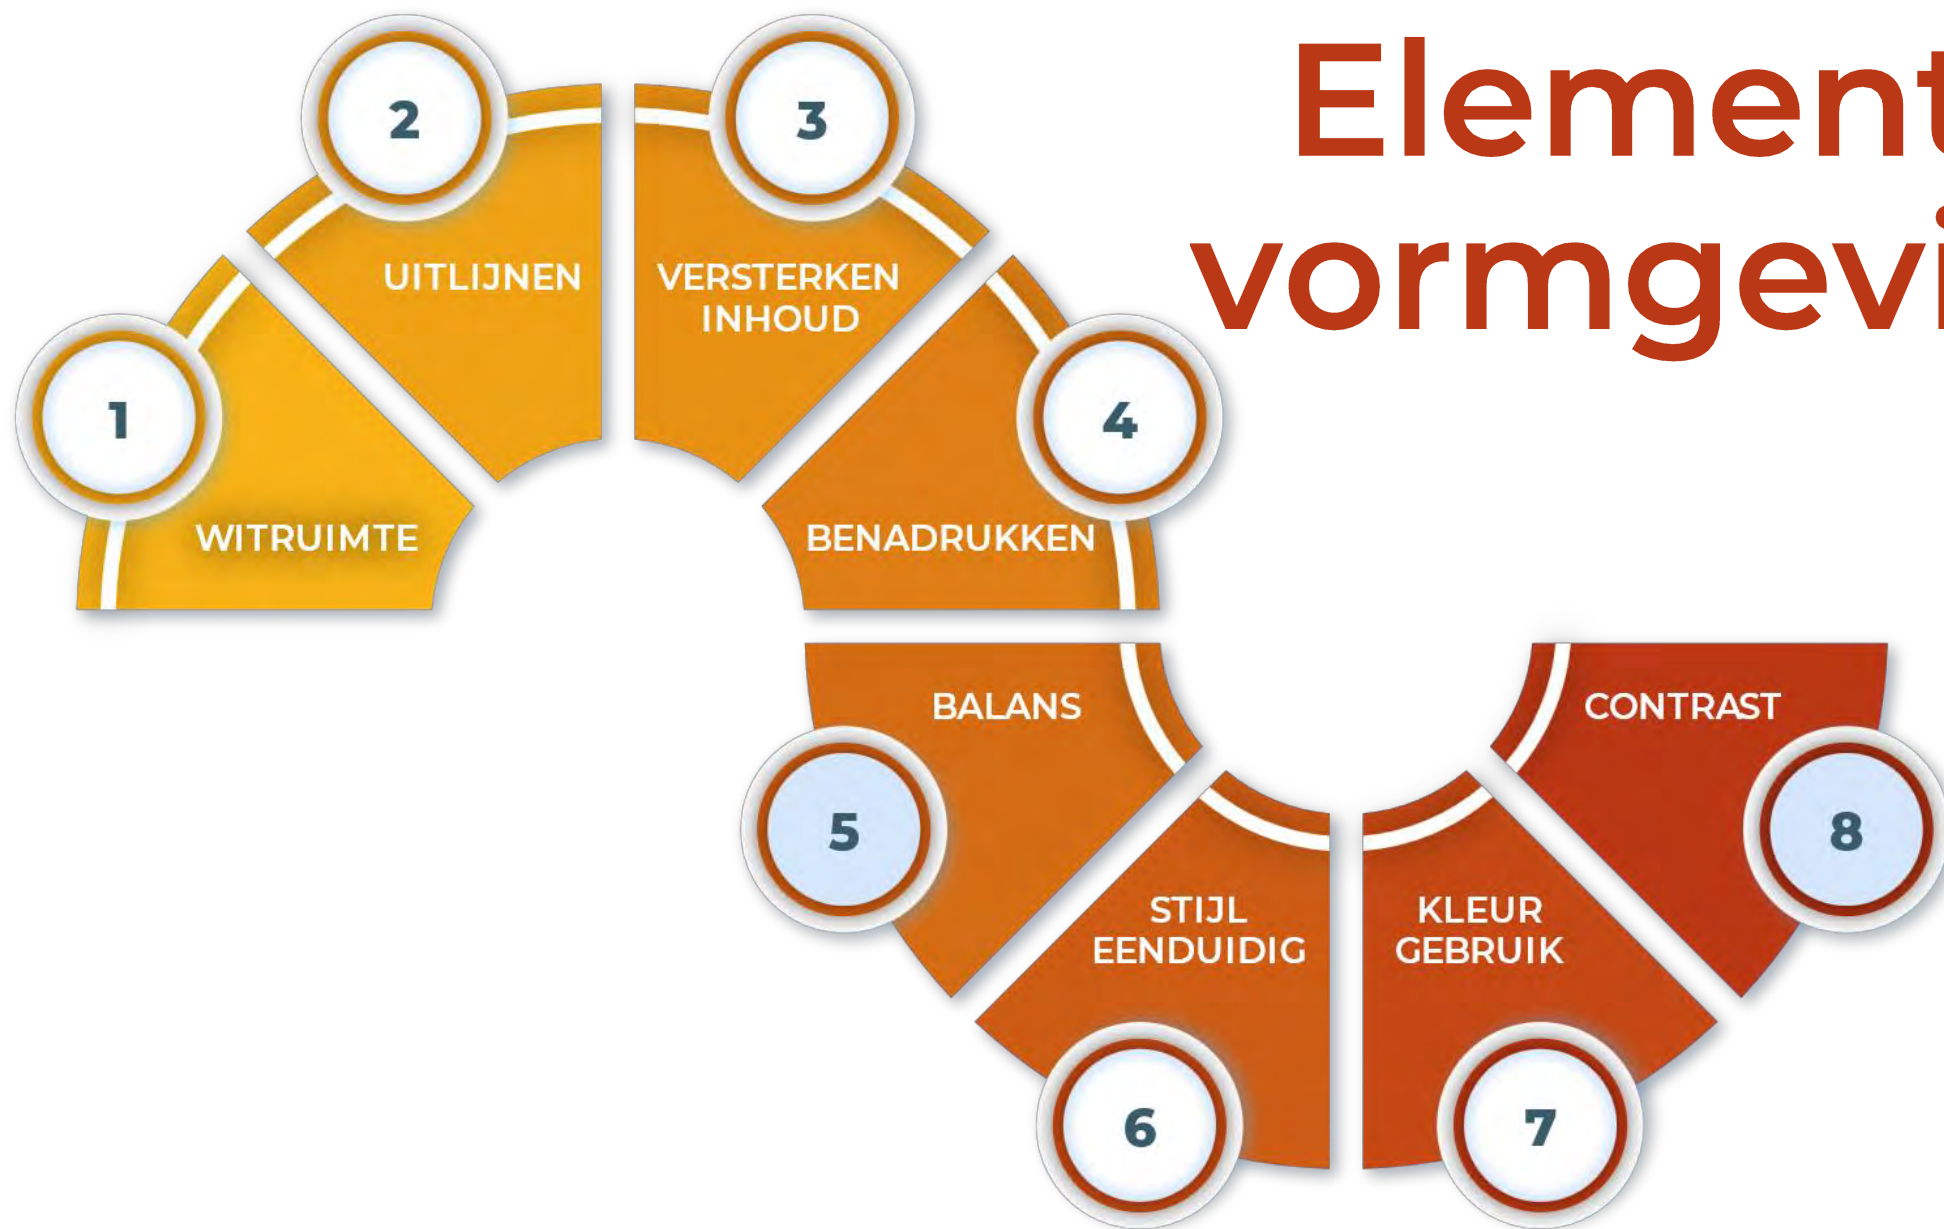 Element
vormgevi
1
WITRUIMTE
2
UITLIJNEN
3
VERSTERKEN
INHOUD
4
BENADRUKKEN
5
BALANS
6
STIJL
EENDUIDIG
7
KLEUR
GEBRUIK
8
CONTRAST